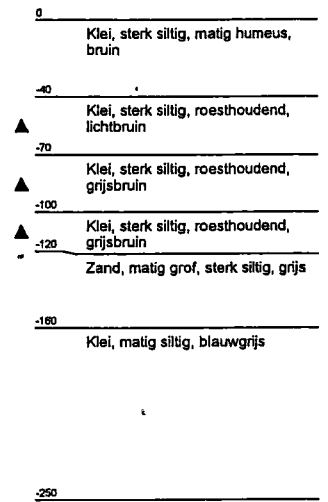 0
Klei, sterk siltig, matig humeus,
bruin
-40
Klei, sterk siltig, roesthoudend,
lichtbruin
-70
Klei, sterk siltig, roesthoudend,
grijsbruin
-100
Klei, sterk siltig, roesthoudend,
grijsbruin
-120
Zand, matig grof, sterk siltig, grijs
-160
Klei, matig siltig, blauwgrijs
-250